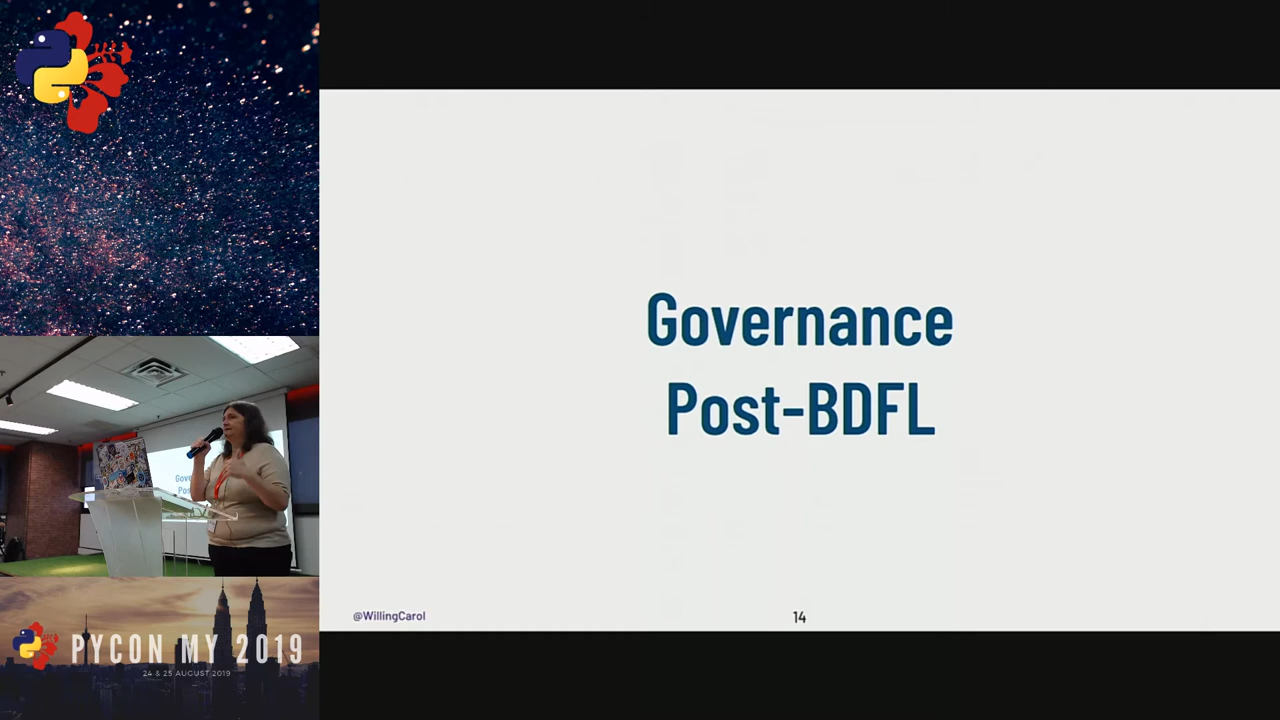 Governance
Post-BDFL
@WillingCarol
14
PYCON MY 2019
24 & 25 AUGUST 2019